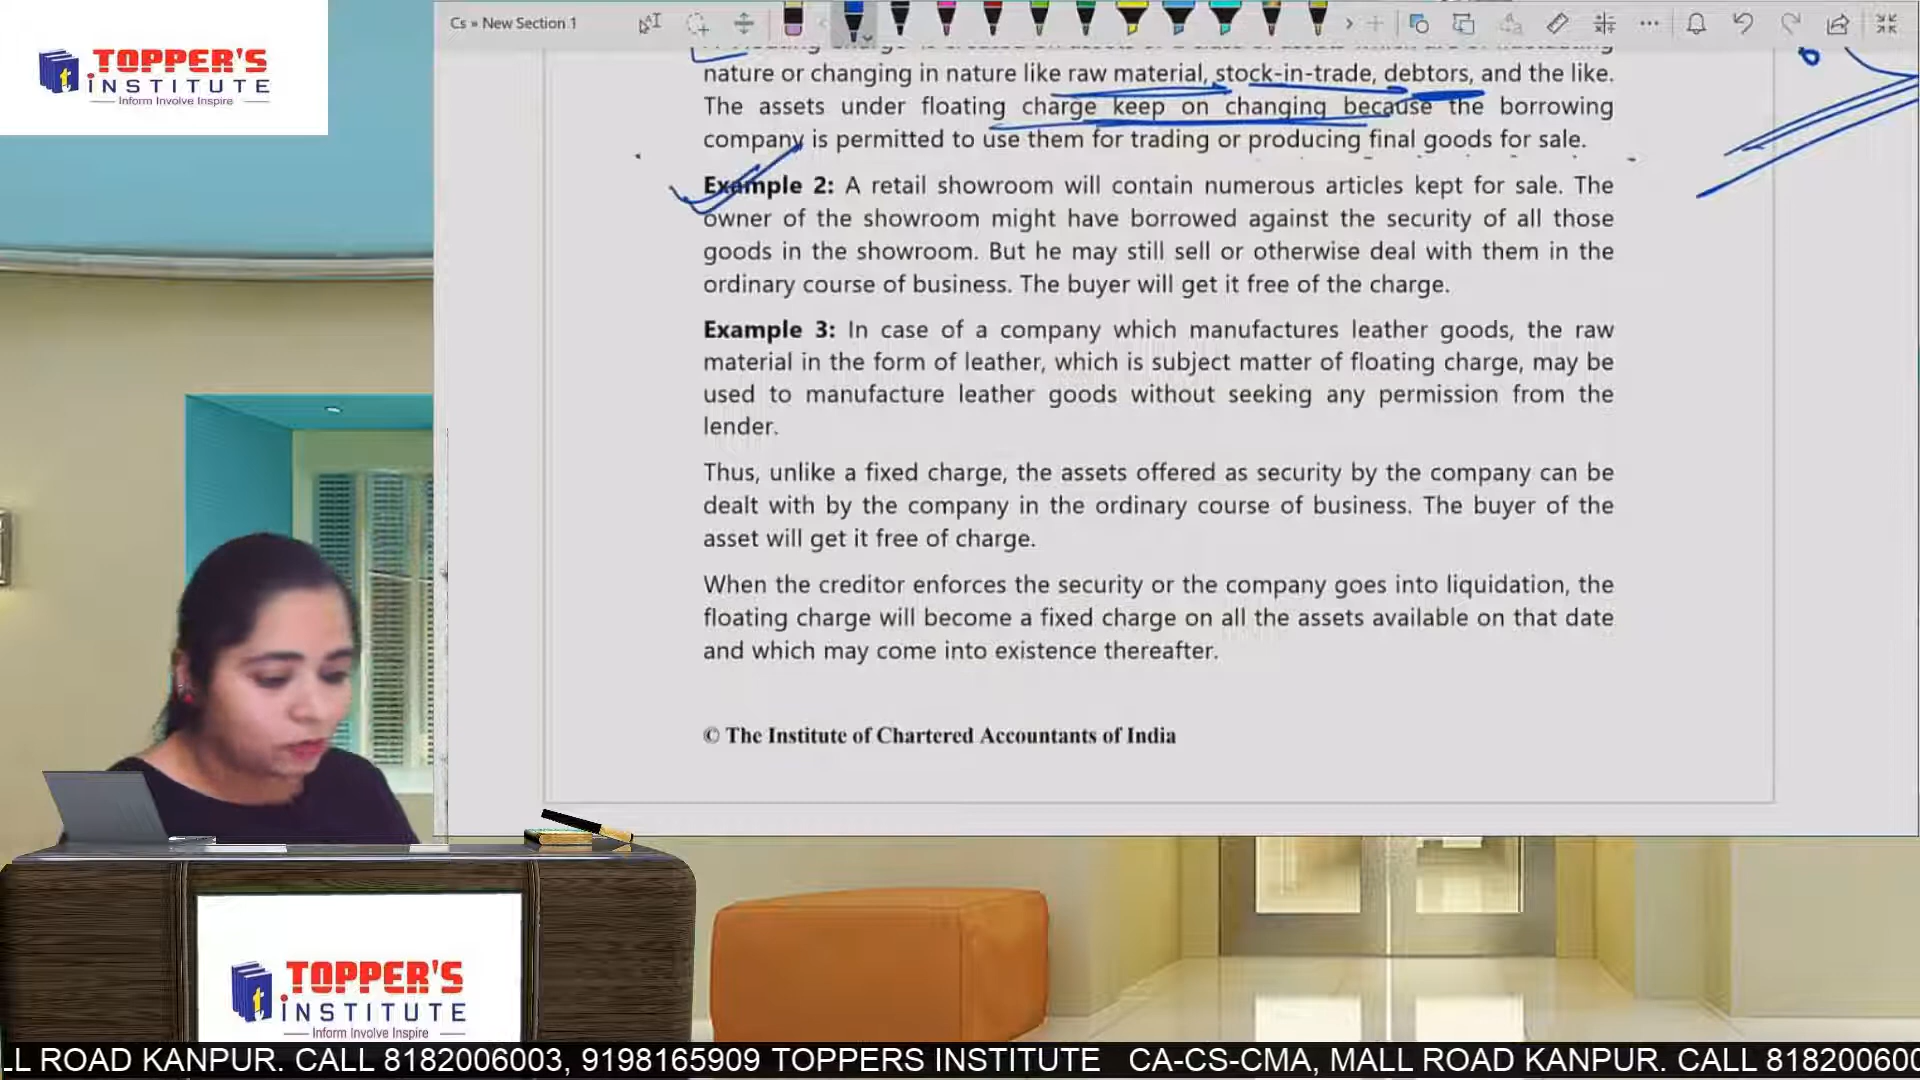 Cs » New Section 1
TOPPER'S
INSTITUTE
Inform Involve Inspire
nature or changing in nature like raw material, stock-in-trade, debtors, and the like.
The assets under floating charge keep on changing because the borrowing
company is permitted to use them for trading or producing final goods for sale.
Example 2: A retail showroom will contain numerous articles kept for sale. The
owner of the showroom might have borrowed against the security of all those
goods in the showroom. But he may still sell or otherwise deal with them in the
ordinary course of business. The buyer will get it free of the charge.
Example 3: In case of a company which manufactures leather goods, the raw
material in the form of leather, which is subject matter of floating charge, may be
used to manufacture leather goods without seeking any permission from the
lender.
Thus, unlike a fixed charge, the assets offered as security by the company can be
dealt with by the company in the ordinary course of business. The buyer of the
asset will get it free of charge.
When the creditor enforces the security or the company goes into liquidation, the
floating charge will become a fixed charge on all the assets available on that date
and which may come into existence thereafter.
© The Institute of Chartered Accountants of India
TOPPER'S
INSTITUTE
Inform Involve Inspire
LL ROAD KANPUR. CALL 8182006003, 9198165909 TOPPERS INSTITUTE CA-CS-CMA, MALL ROAD KANPUR. CALL 81820060